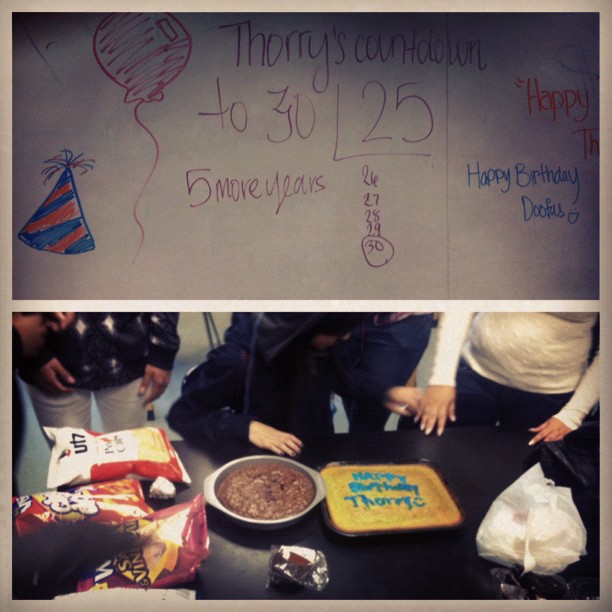 Thorry's countdown
to 30 25
5 more years
26
27
28
29
30
"Happy
Th
Happy Birthday
Doofus
utz
HAPPY
BirthDay
Thorry